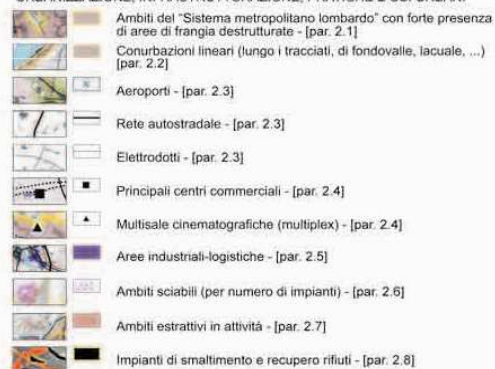 Ambiti del "Sistema metropolitano lombardo" con forte presenza
di aree di frangia destrutturate - [par. 2.1]
Conurbazioni lineari (lungo i tracciati, di fondovalle, lacuale, ...)
[par. 2.2]
Aeroporti - [par. 2.3]
Rete autostradale - [par. 2.3]
Elettrodotti - [par. 2.3]
Principali centri commerciali - [par. 2.4]
Multisale cinematografiche (multiplex) - [par. 2.4]
Aree industriali-logistiche - [par. 2.5]
Ambiti sciabili (per numero di impianti) - [par. 2.6]
Ambiti estrattivi in attività - [par. 2.7]
Impianti di smaltimento e recupero rifiuti - [par. 2.8]